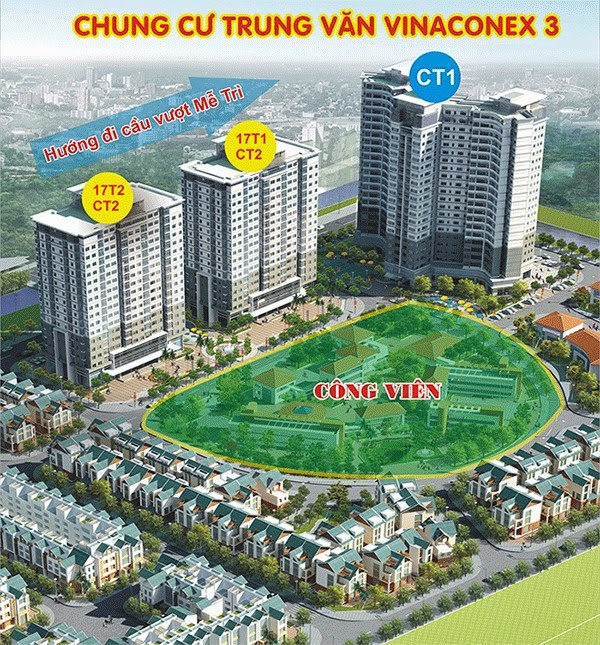 CHUNG CƯ TRUNG VĂN VINACONEX 3
CT1
Hướng đi cầu vượt Mễ Trì
17T1
CT2
17T2
CT2
CÔNG VIÊN